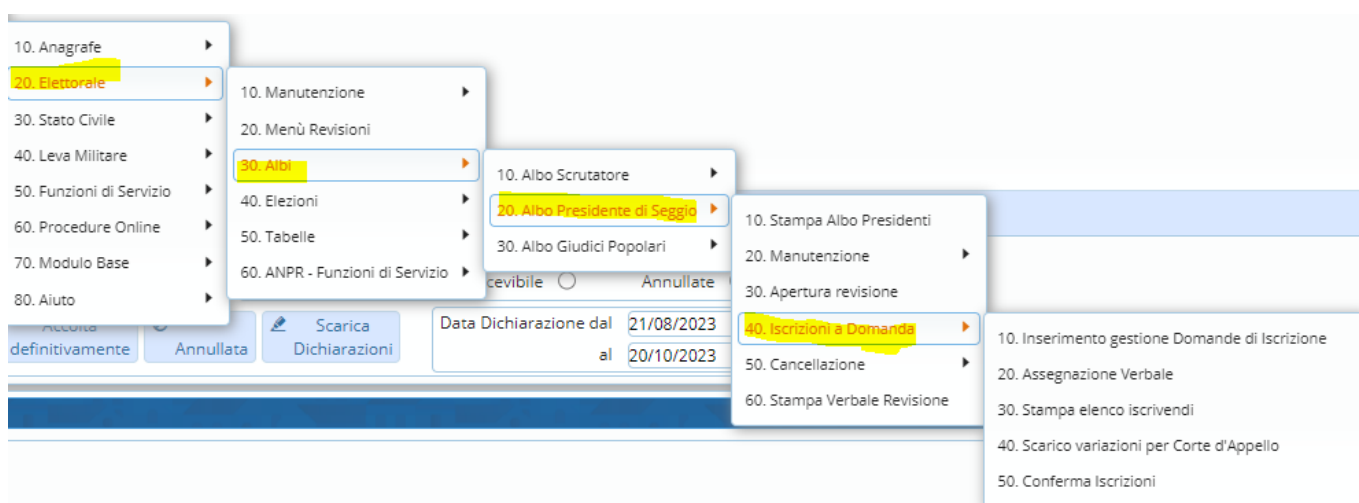 10. Anagrafe
20. Elettorale
30. Stato Civile
40. Leva Militare
50. Funzioni di Servizio
60. Procedure Online
70. Modulo Base
80. Aiuto
10. Manutenzione
20. Menù Revisioni
30. Albi
40. Elezioni
50. Tabelle
60. ANPR - Funzioni di Servizio
10. Albo Scrutatore
20. Albo Presidente di Seggio
30. Albo Giudici Popolari
10. Stampa Albo Presidenti
20. Manutenzione
30. Apertura revisione
40. Iscrizioni a Domanda
50. Cancellazione
60. Stampa Verbale Revisione
10. Inserimento gestione Domande di Iscrizione
20. Assegnazione Verbale
30. Stampa elenco iscrivendi
40. Scarico variazioni per Corte d'Appello
50. Conferma Iscrizioni
cevibile Annullate
Accolta
definitivamente
Annullata
Scarica
Dichiarazioni
Data Dichiarazione dal 21/08/2023
al 20/10/2023